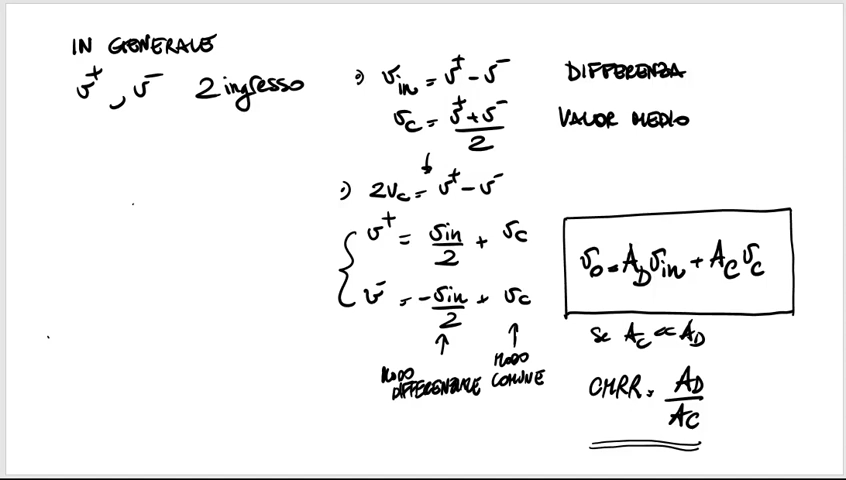 IN GENERALE
v⁺, v⁻ 2 ingresso
•) v_in = v⁺ - v⁻ DIFFERENZA
v_c = (v⁺ + v⁻)/2 VALOR MEDIO
↓
•) 2v_c = v⁺ - v⁻
{ v⁺ = v_in/2 + v_c
v⁻ = -v_in/2 + v_c
↑ ↑
MODO DIFFERENZIALE MODO COMUNE
v_o = A_D v_in + A_C v_c
se A_C ∝ A_D
CMRR = A_D/A_C